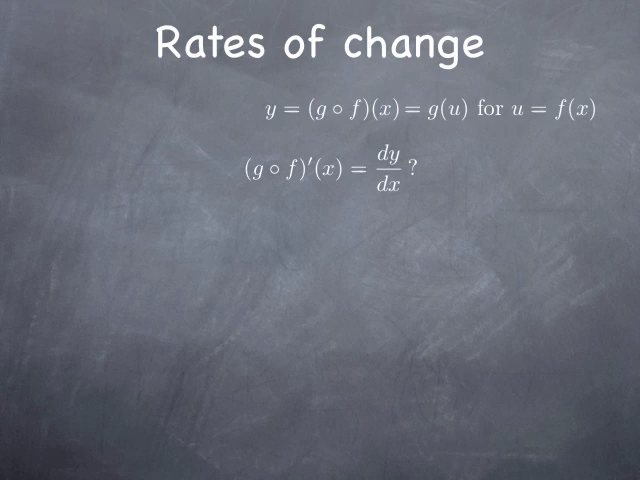 Rates of change
y = (g ∘ f)(x) = g(u) for u = f(x)
(g ∘ f)′(x) = dy/dx ?